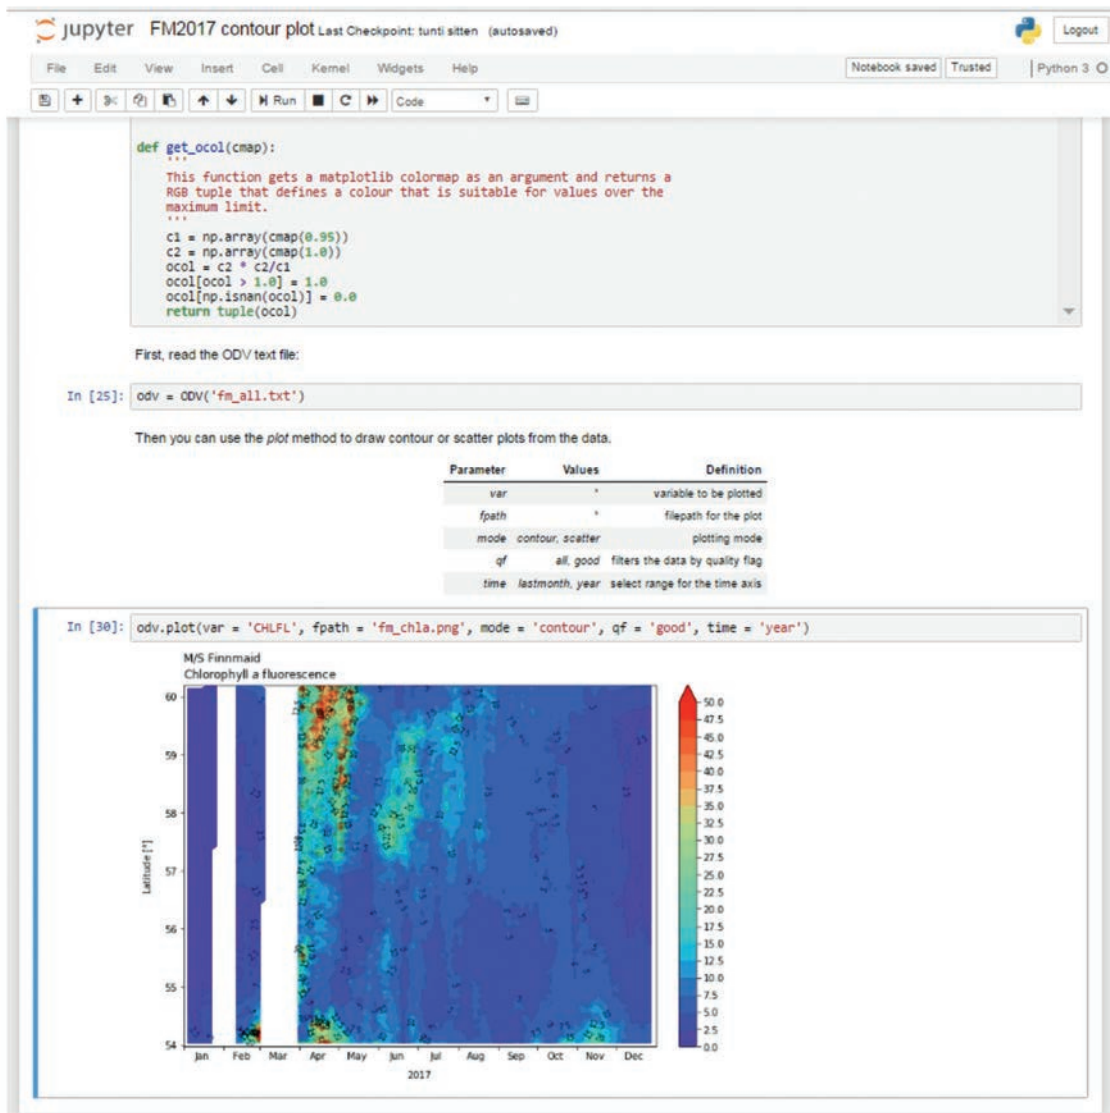 jupyter FM2017 contour plot Last Checkpoint: tunti sitten (autosaved)
Logout
File Edit View Insert Cell Kernel Widgets Help
Notebook saved Trusted Python 3
Run Code
def get_ocol(cmap):
'''
This function gets a matplotlib colormap as an argument and returns a
RGB tuple that defines a colour that is suitable for values over the
maximum limit.
'''
c1 = np.array(cmap(0.95))
c2 = np.array(cmap(1.0))
ocol = c2 * c2/c1
ocol[ocol > 1.0] = 1.0
ocol[np.isnan(ocol)] = 0.0
return tuple(ocol)
First, read the ODV text file:
In [25]: odv = ODV('fm_all.txt')
Then you can use the plot method to draw contour or scatter plots from the data.
Parameter Values Definition
var * variable to be plotted
fpath * filepath for the plot
mode contour, scatter plotting mode
qf all, good filters the data by quality flag
time lastmonth, year select range for the time axis
In [30]: odv.plot(var = 'CHLFL', fpath = 'fm_chla.png', mode = 'contour', qf = 'good', time = 'year')
M/S Finnmaid
Chlorophyll a fluorescence
60
59
58
57
56
55
54
Latitude [°]
Jan Feb Mar Apr May Jun Jul Aug Sep Oct Nov Dec
2017
50.0
47.5
45.0
42.5
40.0
37.5
35.0
32.5
30.0
27.5
25.0
22.5
20.0
17.5
15.0
12.5
10.0
7.5
5.0
2.5
0.0